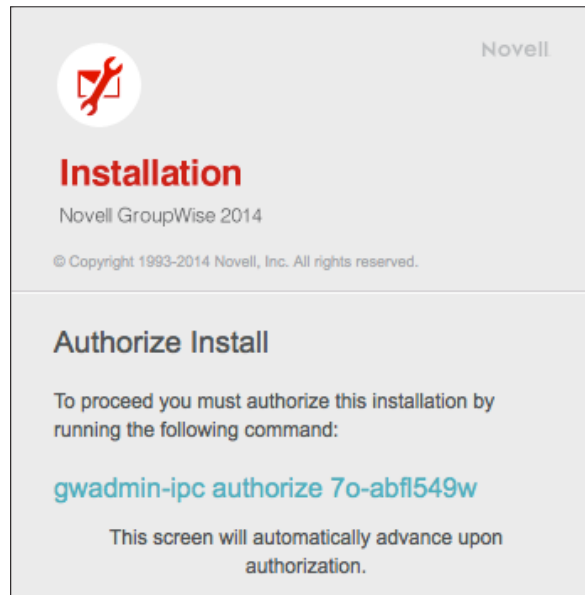 Novell
Installation
Novell GroupWise 2014
© Copyright 1993-2014 Novell, Inc. All rights reserved.
Authorize Install
To proceed you must authorize this installation by
running the following command:
gwadmin-ipc authorize 7o-abfl549w
This screen will automatically advance upon
authorization.